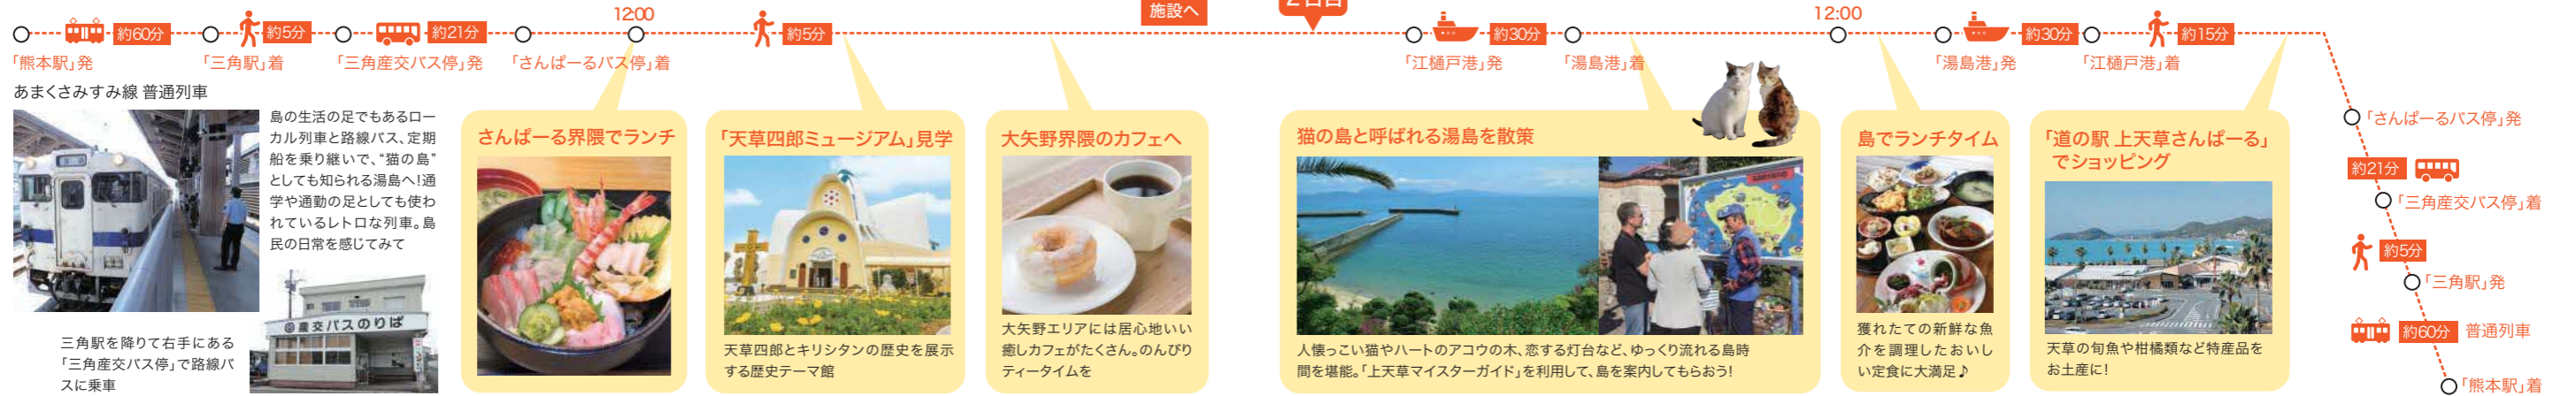 12:00
施設へ
2日目
12:00
約60分
約5分
約21分
約5分
約30分
約30分
約15分
「熊本駅」発
「三角駅」着
「三角産交バス停」発
「さんぱーるバス停」着
「江樋戸港」発
「湯島港」着
「湯島港」発
「江樋戸港」着
あまくさみすみ線 普通列車
島の生活の足でもあるロー
カル列車と路線バス、定期
船を乗り継いで、“猫の島”
としても知られる湯島へ!通
学や通勤の足としても使わ
れているレトロな列車。島
民の日常を感じてみて
三角駅を降りて右手にある
「三角産交バス停」で路線バ
スに乗車
産交バスのりば
さんぱーる界隈でランチ
「天草四郎ミュージアム」見学
天草四郎とキリシタンの歴史を展示
する歴史テーマ館
大矢野界隈のカフェへ
大矢野エリアには居心地いい
癒しカフェがたくさん。のんびり
ティータイムを
猫の島と呼ばれる湯島を散策
人懐っこい猫やハートのアコウの木、恋する灯台など、ゆっくり流れる島時
間を堪能。「上天草マイスターガイド」を利用して、島を案内してもらおう!
島でランチタイム
獲れたての新鮮な魚
介を調理したおいし
い定食に大満足♪
「道の駅 上天草さんぱーる」
でショッピング
天草の旬魚や柑橘類など特産品を
お土産に!
「さんぱーるバス停」発
約21分
「三角産交バス停」着
約5分
「三角駅」発
約60分 普通列車
「熊本駅」着